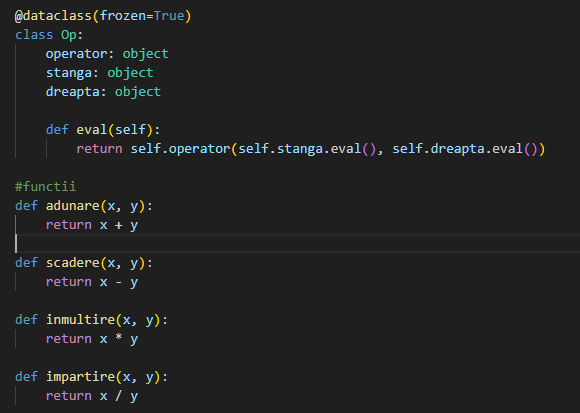 @dataclass(frozen=True)
class Op:
    operator: object
    stanga: object
    dreapta: object

    def eval(self):
        return self.operator(self.stanga.eval(), self.dreapta.eval())

#functii
def adunare(x, y):
    return x + y

def scadere(x, y):
    return x - y

def inmultire(x, y):
    return x * y

def impartire(x, y):
    return x / y